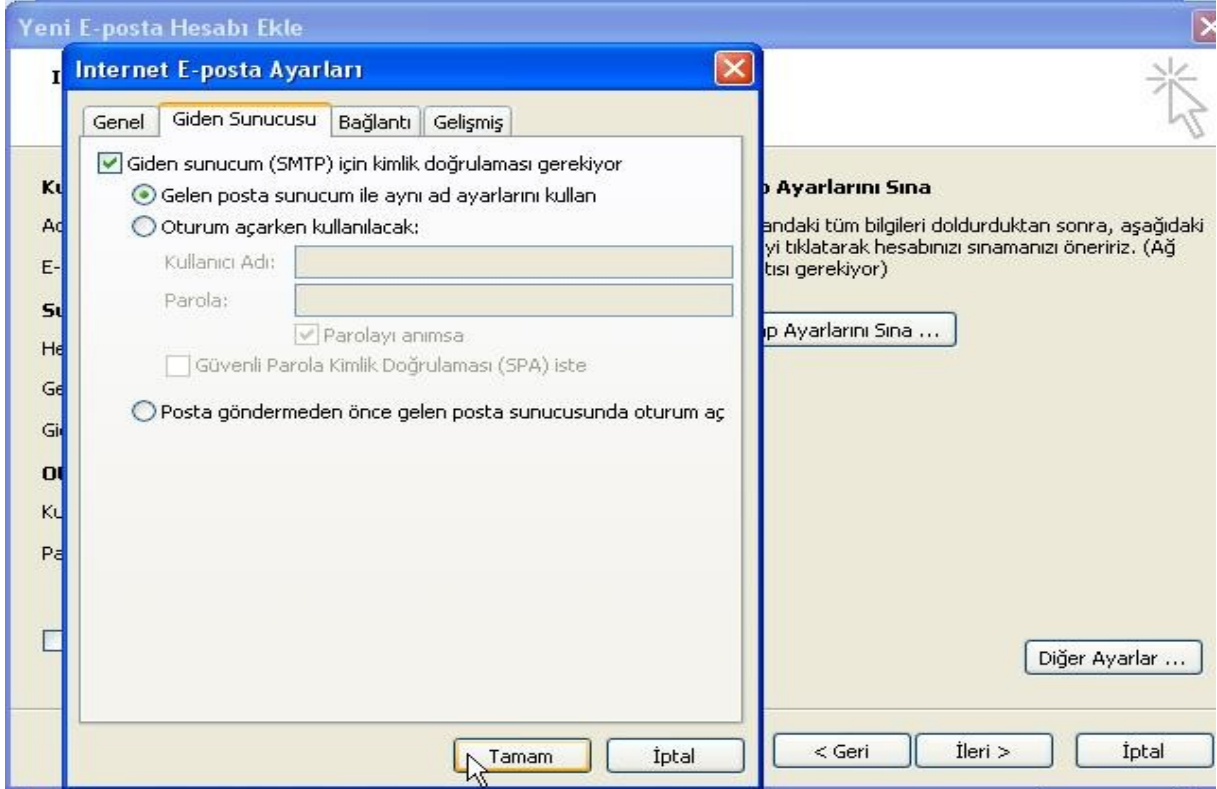 Yeni E-posta Hesabı Ekle
Internet E-posta Ayarları
Genel Giden Sunucusu Bağlantı Gelişmiş
Giden sunucum (SMTP) için kimlik doğrulaması gerekiyor
Gelen posta sunucum ile aynı ad ayarlarını kullan
Oturum açarken kullanılacak:
Kullanıcı Adı:
Parola:
Parolayı anımsa
Güvenli Parola Kimlik Doğrulaması (SPA) iste
Posta göndermeden önce gelen posta sunucusunda oturum aç
Tamam İptal
Ayarlarını Sına
andaki tüm bilgileri doldurduktan sonra, aşağıdaki
yi tıklatarak hesabınızı sınamanızı öneririz. (Ağ
tısı gerekiyor)
ap Ayarlarını Sına ...
Diğer Ayarlar ...
< Geri İleri > İptal